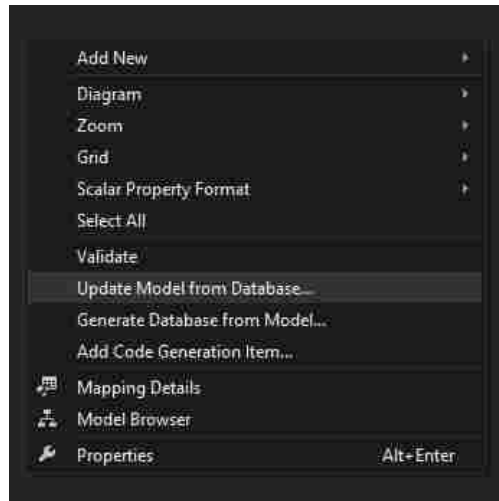 Add New
Diagram
Zoom
Grid
Scalar Property Format
Select All
Validate
Update Model from Database...
Generate Database from Model...
Add Code Generation Item...
Mapping Details
Model Browser
Properties Alt+Enter